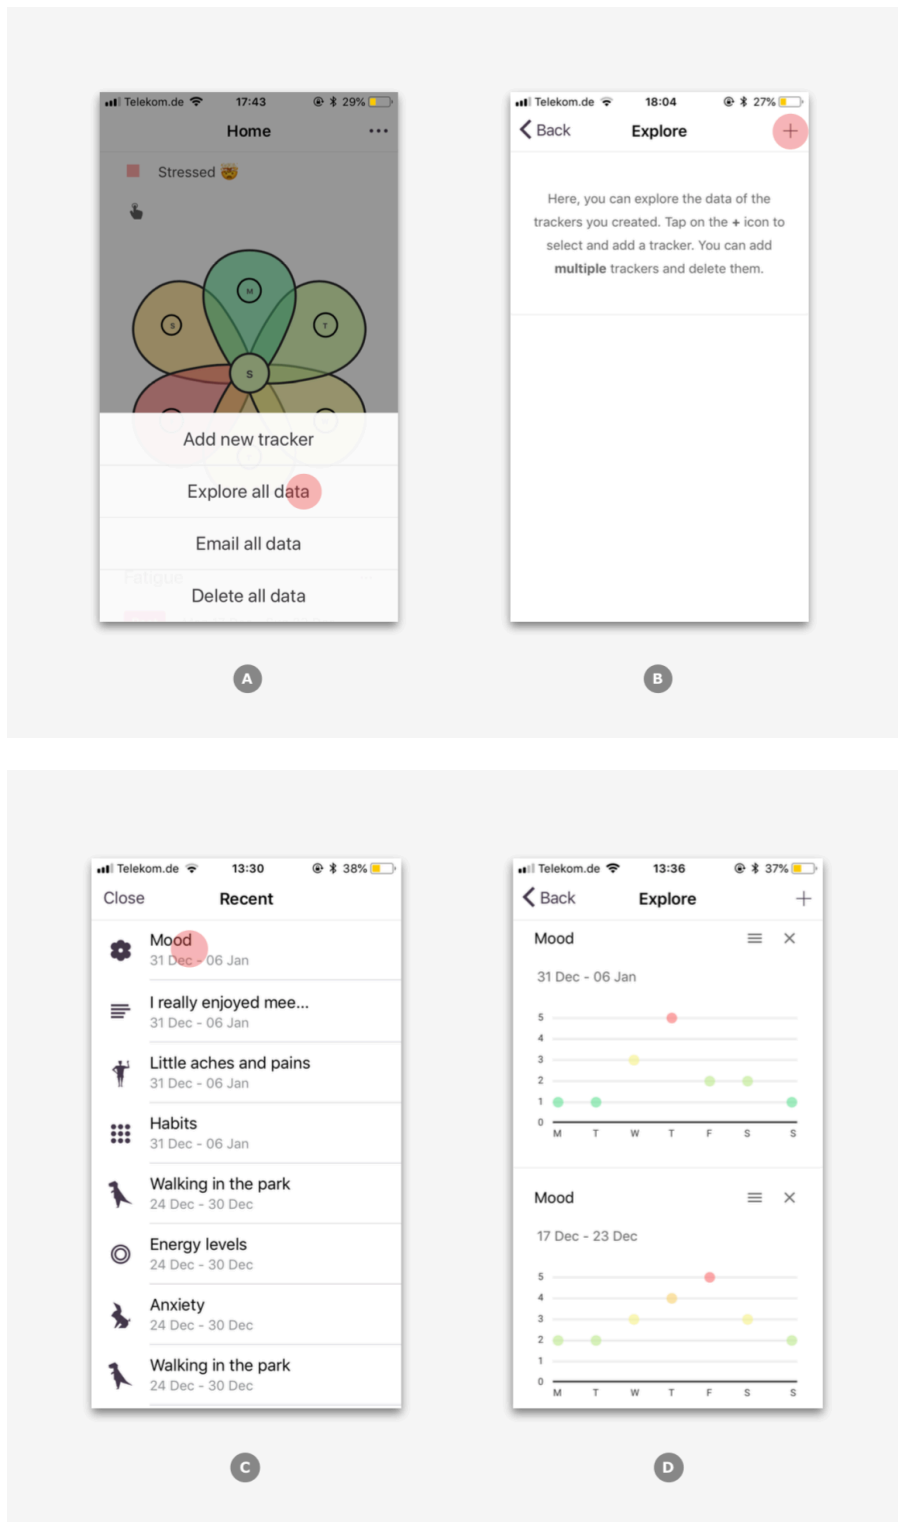 Telekom.de 17:43 29%
Home
Stressed 🤯
M
S
T
S
Add new tracker
Explore all data
Email all data
Fatigue
Delete all data
A
Telekom.de 18:04 27%
Back Explore +
Here, you can explore the data of the
trackers you created. Tap on the + icon to
select and add a tracker. You can add
multiple trackers and delete them.
B
Telekom.de 13:30 38%
Close Recent
Mood
31 Dec - 06 Jan
I really enjoyed mee...
31 Dec - 06 Jan
Little aches and pains
31 Dec - 06 Jan
Habits
31 Dec - 06 Jan
Walking in the park
24 Dec - 30 Dec
Energy levels
24 Dec - 30 Dec
Anxiety
24 Dec - 30 Dec
Walking in the park
24 Dec - 30 Dec
C
Telekom.de 13:36 37%
Back Explore +
Mood
31 Dec - 06 Jan
5
4
3
2
1
0
M T W T F S S
Mood
17 Dec - 23 Dec
5
4
3
2
1
0
M T W T F S S
D